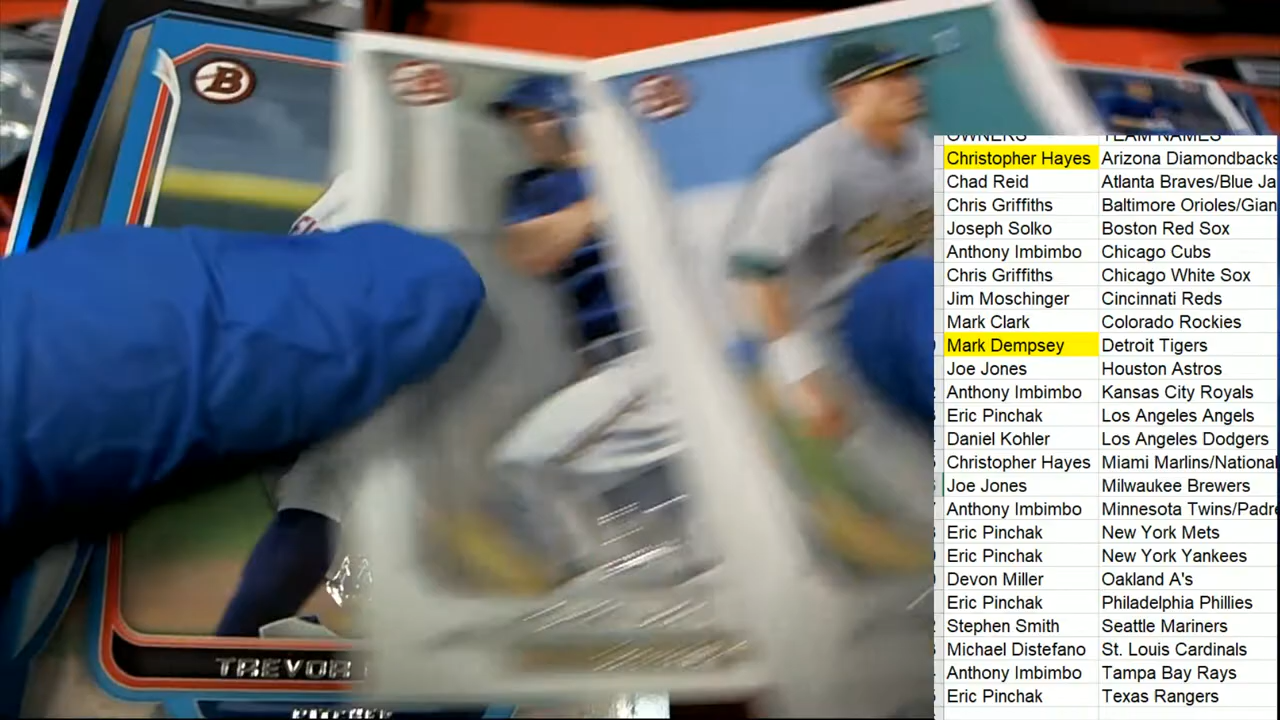 B
TREVOR
PITCHER
OWNERS TEAM NAMES
Christopher Hayes Arizona Diamondbacks
Chad Reid Atlanta Braves/Blue Ja
Chris Griffiths Baltimore Orioles/Gian
Joseph Solko Boston Red Sox
Anthony Imbimbo Chicago Cubs
Chris Griffiths Chicago White Sox
Jim Moschinger Cincinnati Reds
Mark Clark Colorado Rockies
Mark Dempsey Detroit Tigers
Joe Jones Houston Astros
Anthony Imbimbo Kansas City Royals
Eric Pinchak Los Angeles Angels
Daniel Kohler Los Angeles Dodgers
Christopher Hayes Miami Marlins/National
Joe Jones Milwaukee Brewers
Anthony Imbimbo Minnesota Twins/Padre
Eric Pinchak New York Mets
Eric Pinchak New York Yankees
Devon Miller Oakland A's
Eric Pinchak Philadelphia Phillies
Stephen Smith Seattle Mariners
Michael Distefano St. Louis Cardinals
Anthony Imbimbo Tampa Bay Rays
Eric Pinchak Texas Rangers